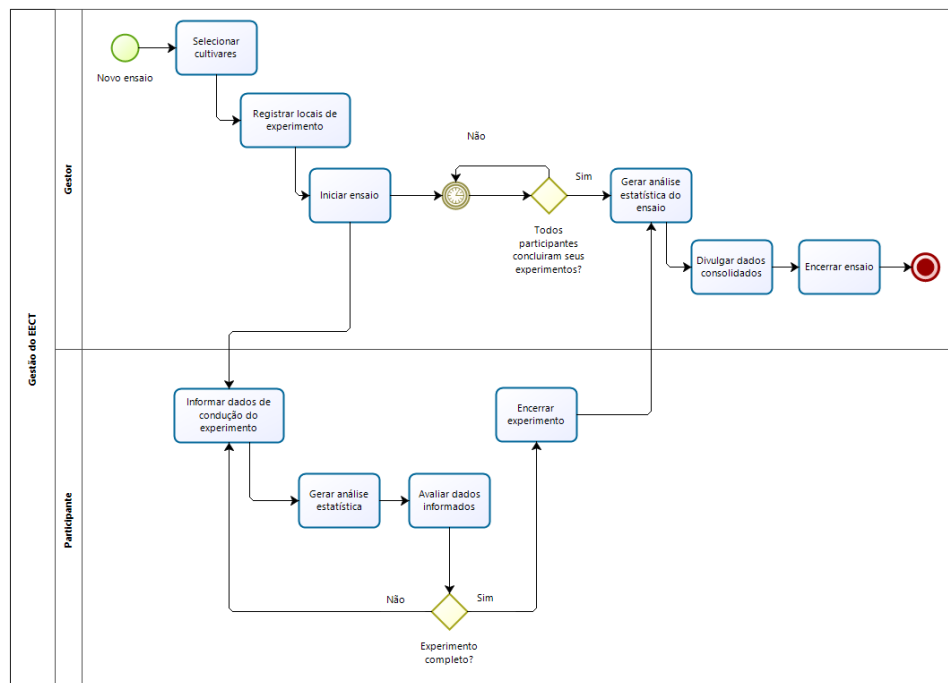 Gestão do EECT
Gestor
Novo ensaio
Selecionar
cultivares
Registrar locais de
experimento
Iniciar ensaio
Não
Todos
participantes
concluiram seus
experimentos?
Sim
Gerar análise
estatística do
ensaio
Divulgar dados
consolidados
Encerrar ensaio
Participante
Informar dados de
condução do
experimento
Gerar análise
estatística
Avaliar dados
informados
Experimento
completo?
Não
Sim
Encerrar
experimento